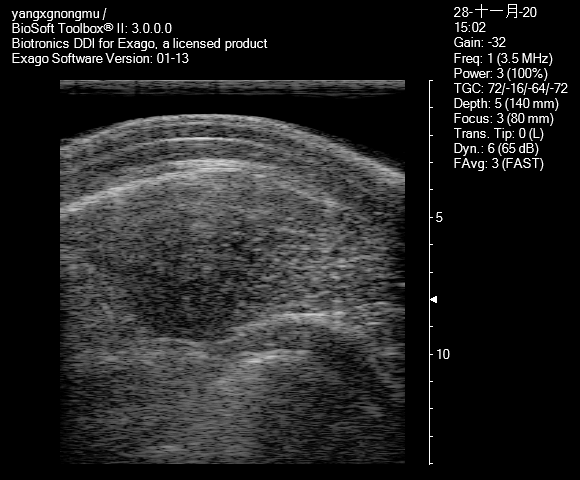 yangxgnongmu /
BioSoft Toolbox® II: 3.0.0.0
Biotronics DDI for Exago, a licensed product
Exago Software Version: 01-13
28-十一月-20
15:02
Gain: -32
Freq: 1 (3.5 MHz)
Power: 3 (100%)
TGC: 72/-16/-64/-72
Depth: 5 (140 mm)
Focus: 3 (80 mm)
Trans. Tip: 0 (L)
Dyn.: 6 (65 dB)
FAvg: 3 (FAST)
5
10